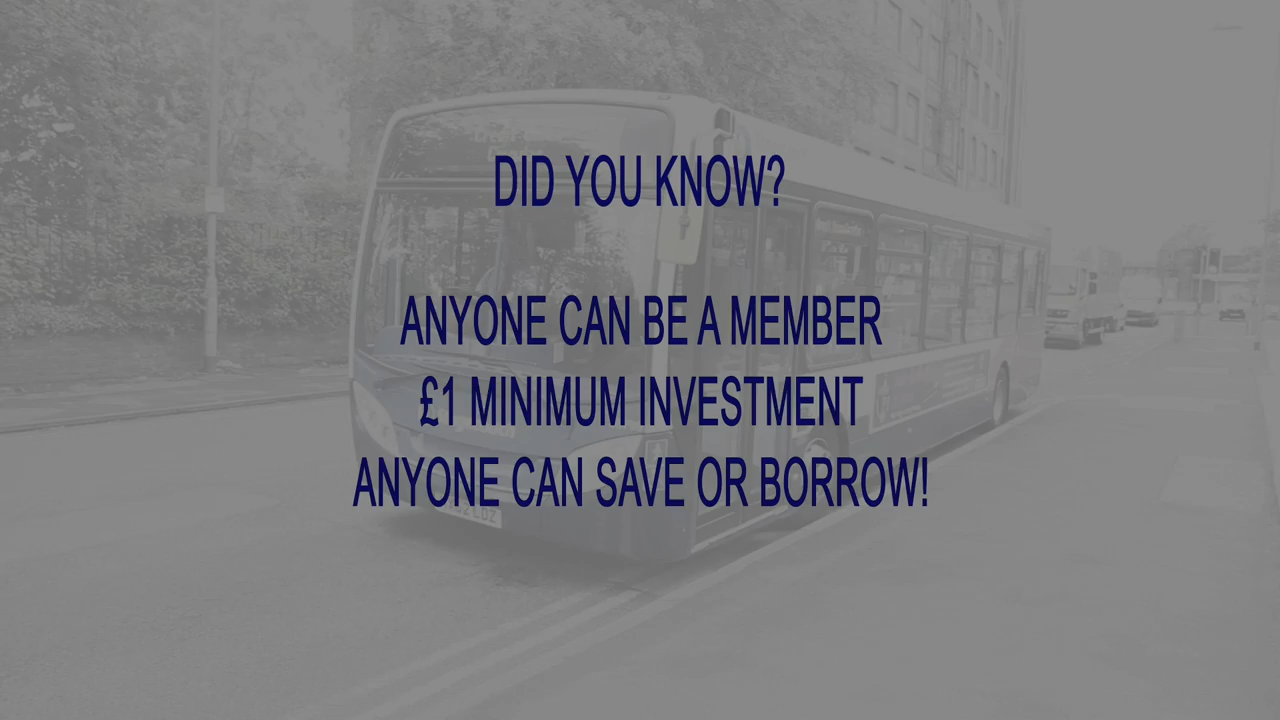 DID YOU KNOW?
ANYONE CAN BE A MEMBER
£1 MINIMUM INVESTMENT
ANYONE CAN SAVE OR BORROW!